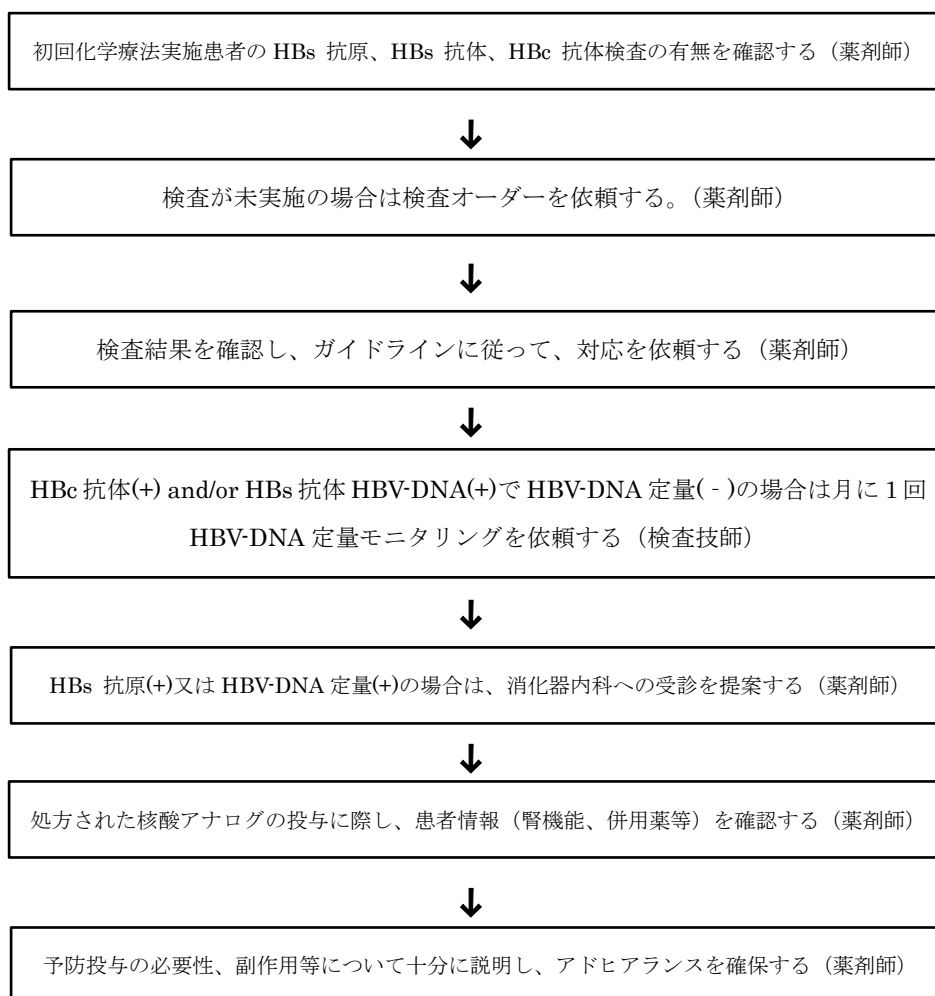 初回化学療法実施患者の HBs 抗原、HBs 抗体、HBc 抗体検査の有無を確認する（薬剤師）
↓
検査が未実施の場合は検査オーダーを依頼する。（薬剤師）
↓
検査結果を確認し、ガイドラインに従って、対応を依頼する（薬剤師）
↓
HBc 抗体(+) and/or HBs 抗体 HBV-DNA(+)で HBV-DNA 定量( - )の場合は月に 1 回
HBV-DNA 定量モニタリングを依頼する（検査技師）
↓
HBs 抗原(+)又は HBV-DNA 定量(+)の場合は、消化器内科への受診を提案する（薬剤師）
↓
処方された核酸アナログの投与に際し、患者情報（腎機能、併用薬等）を確認する（薬剤師）
↓
予防投与の必要性、副作用等について十分に説明し、アドヒアランスを確保する（薬剤師）